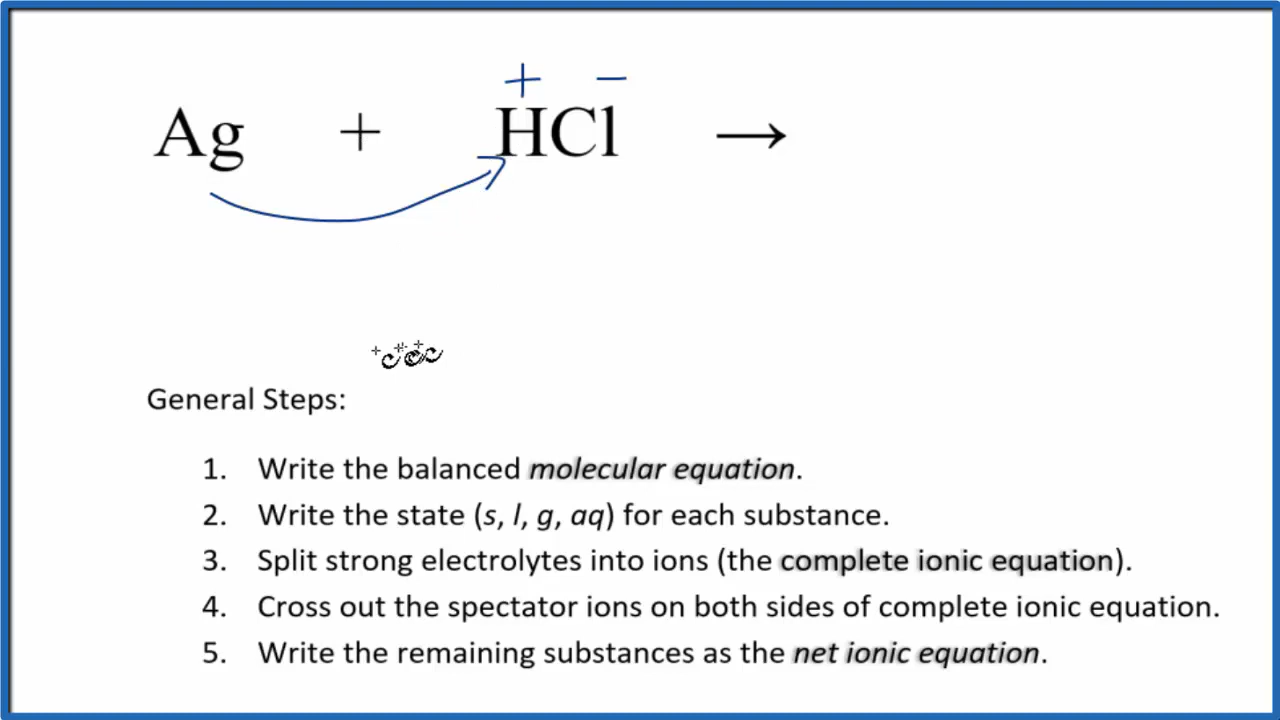 + −
Ag + HCl →
General Steps:
1. Write the balanced molecular equation.
2. Write the state (s, l, g, aq) for each substance.
3. Split strong electrolytes into ions (the complete ionic equation).
4. Cross out the spectator ions on both sides of complete ionic equation.
5. Write the remaining substances as the net ionic equation.